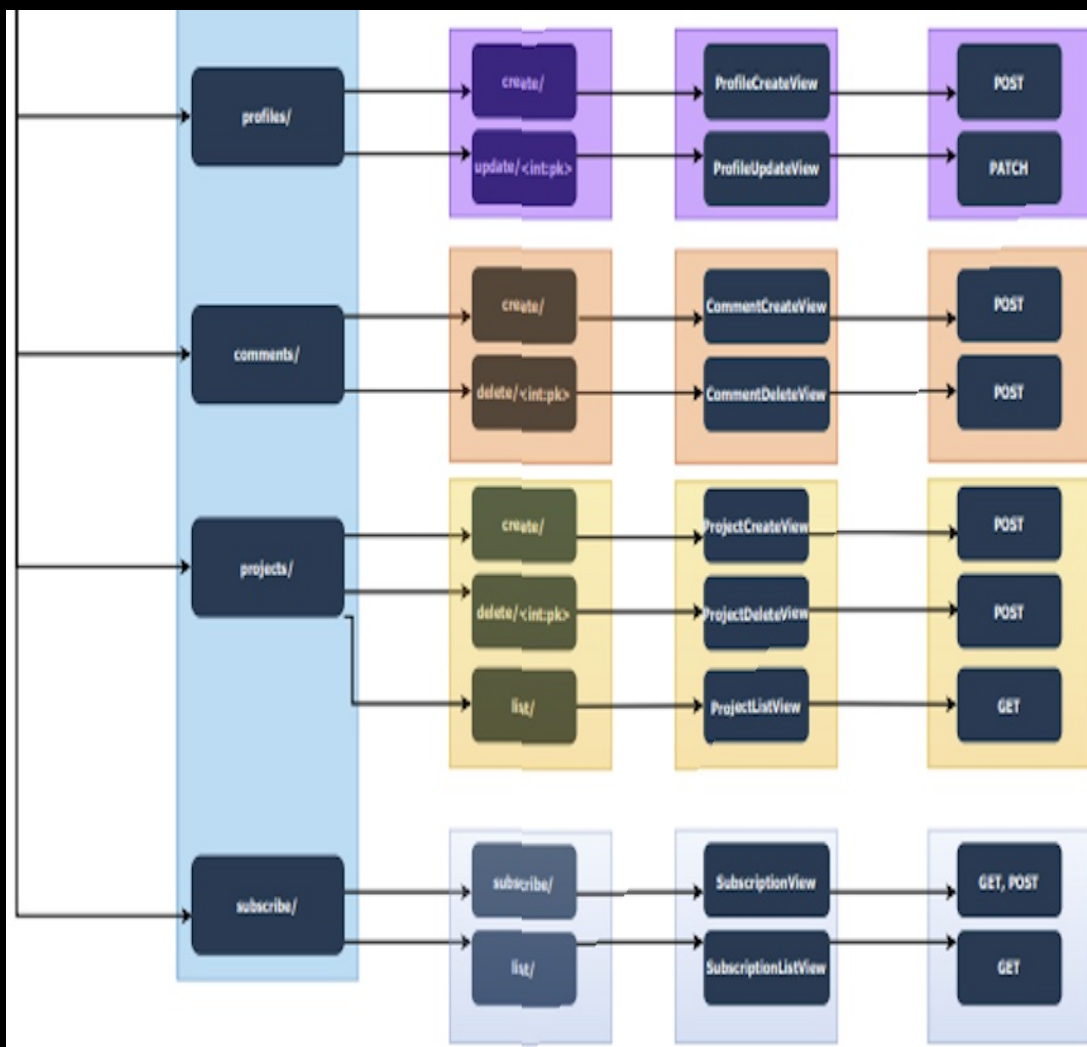 profiles/
create/
ProfileCreateView
POST
update/<int:pk>
ProfileUpdateView
PATCH
comments/
create/
CommentCreateView
POST
delete/<int:pk>
CommentDeleteView
POST
projects/
create/
ProjectCreateView
POST
delete/<int:pk>
ProjectDeleteView
POST
list/
ProjectListView
GET
subscribe/
subscribe/
SubscriptionView
GET, POST
list/
SubscriptionListView
GET